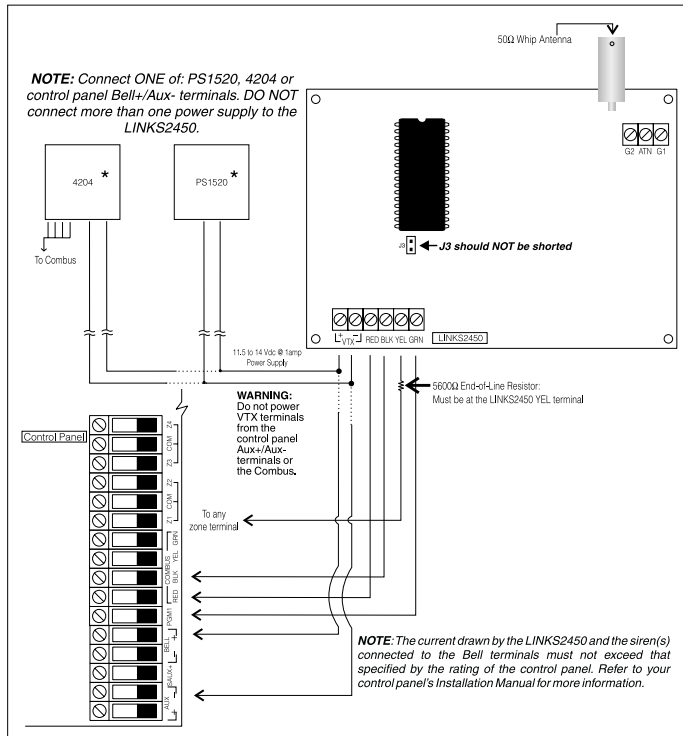 50Ω Whip Antenna
NOTE: Connect ONE of: PS1520, 4204 or
control panel Bell+/Aux- terminals. DO NOT
connect more than one power supply to the
LINKS2450.
4204 *
PS1520 *
To Combus
G2 ATN G1
J3
J3 should NOT be shorted
+ VTX - RED BLK YEL GRN
LINKS2450
11.5 to 14 Vdc @ 1amp
Power Supply
5600Ω End-of-Line Resistor:
Must be at the LINKS2450 YEL terminal
WARNING:
Do not power
VTX terminals
from the
control panel
Aux+/Aux-
terminals or
the Combus.
Control Panel
Z4
COM
Z3
Z2
COM
Z1
GRN
YEL
COMBUS
BLK
RED
PGM1
+
BELL
-
ISAUX+
-
AUX
+
To any
zone terminal
NOTE: The current drawn by the LINKS2450 and the siren(s)
connected to the Bell terminals must not exceed that
specified by the rating of the control panel. Refer to your
control panel's Installation Manual for more information.